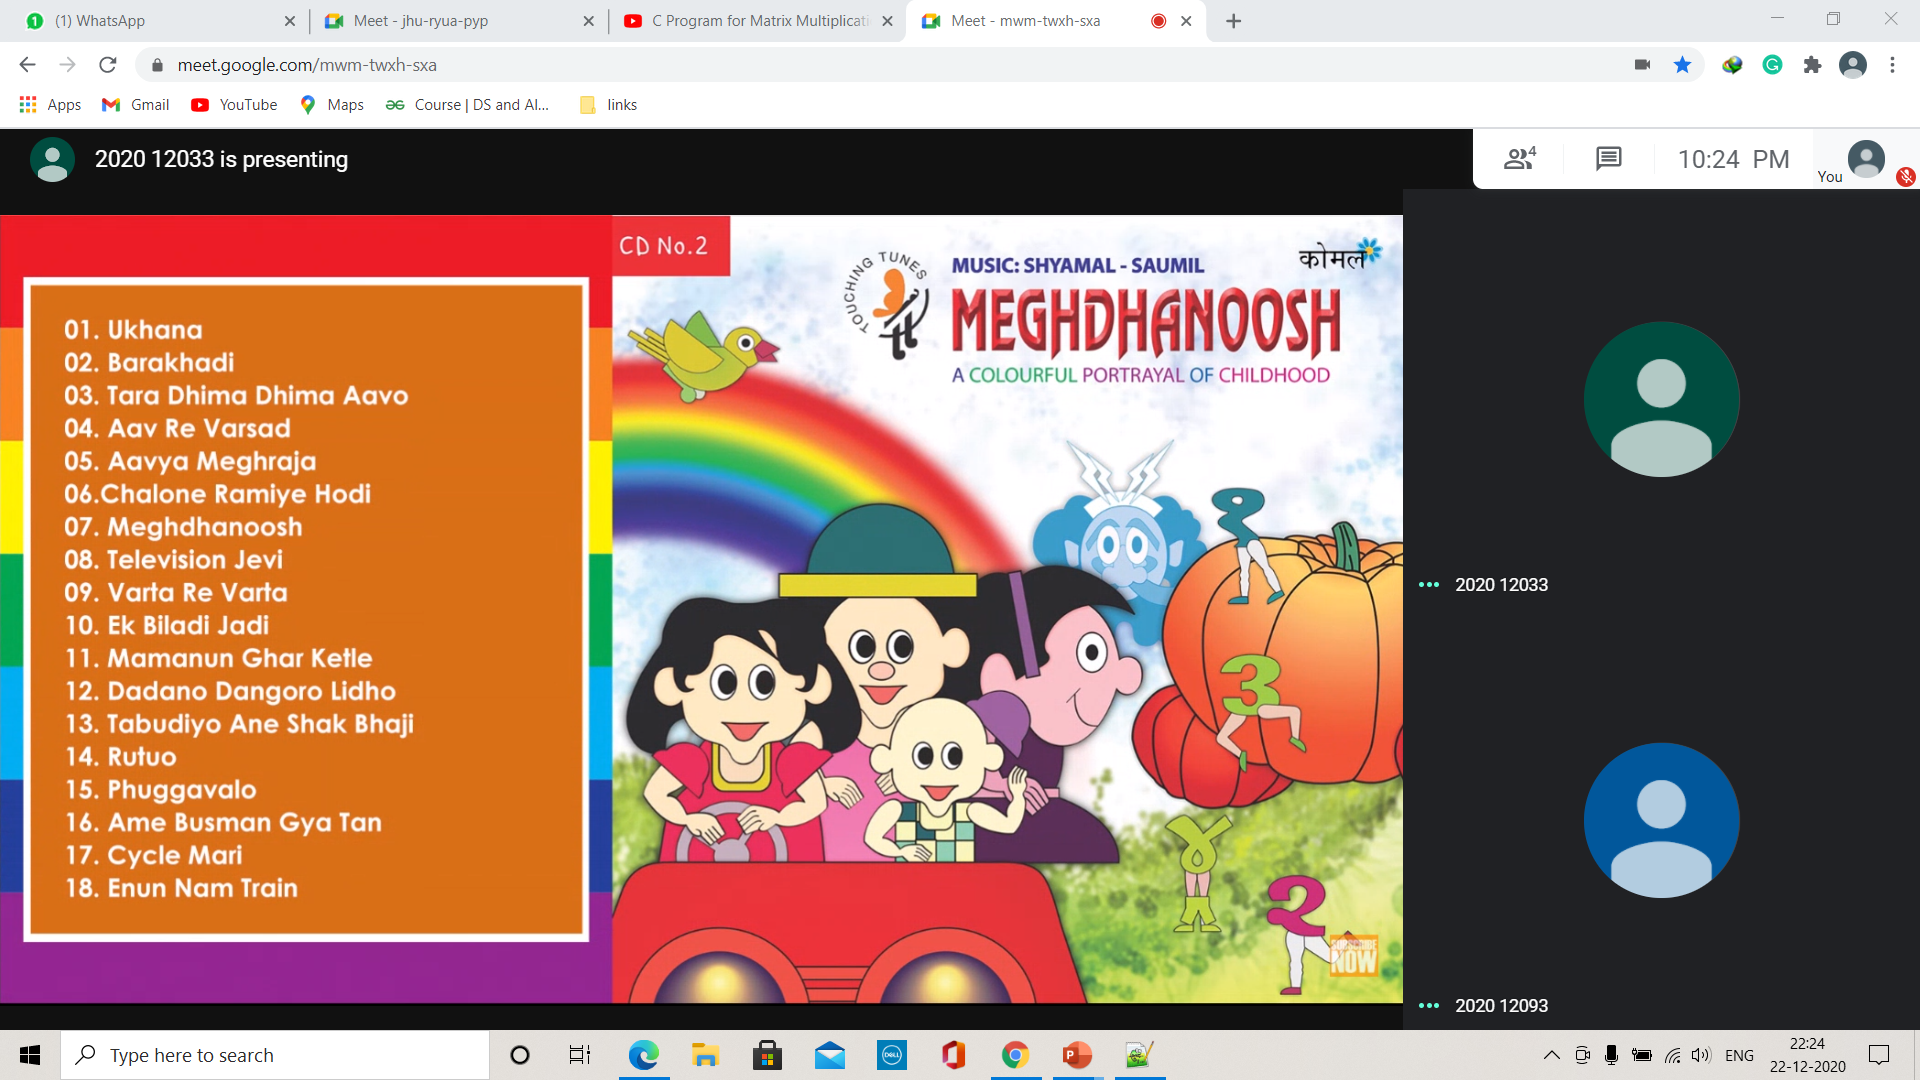 (1) WhatsApp
Meet - jhu-ryua-pyp
C Program for Matrix Multiplicati
Meet - mwm-twxh-sxa
meet.google.com/mwm-twxh-sxa
Apps
Gmail
YouTube
Maps
Course | DS and Al...
links
2020 12033 is presenting
4
10:24 PM
You
CD No.2
01. Ukhana
02. Barakhadi
03. Tara Dhima Dhima Aavo
04. Aav Re Varsad
05. Aavya Meghraja
06.Chalone Ramiye Hodi
07. Meghdhanoosh
08. Television Jevi
09. Varta Re Varta
10. Ek Biladi Jadi
11. Mamanun Ghar Ketle
12. Dadano Dangoro Lidho
13. Tabudiyo Ane Shak Bhaji
14. Rutuo
15. Phuggavalo
16. Ame Busman Gya Tan
17. Cycle Mari
18. Enun Nam Train
TOUCHING TUNES
MUSIC: SHYAMAL - SAUMIL
कोमल
MEGHDHANOOSH
A COLOURFUL PORTRAYAL OF CHILDHOOD
૧
૩
૪
૨
SUBSCRIBE
NOW
2020 12033
2020 12093
Type here to search
DELL
ENG
22:24
22-12-2020